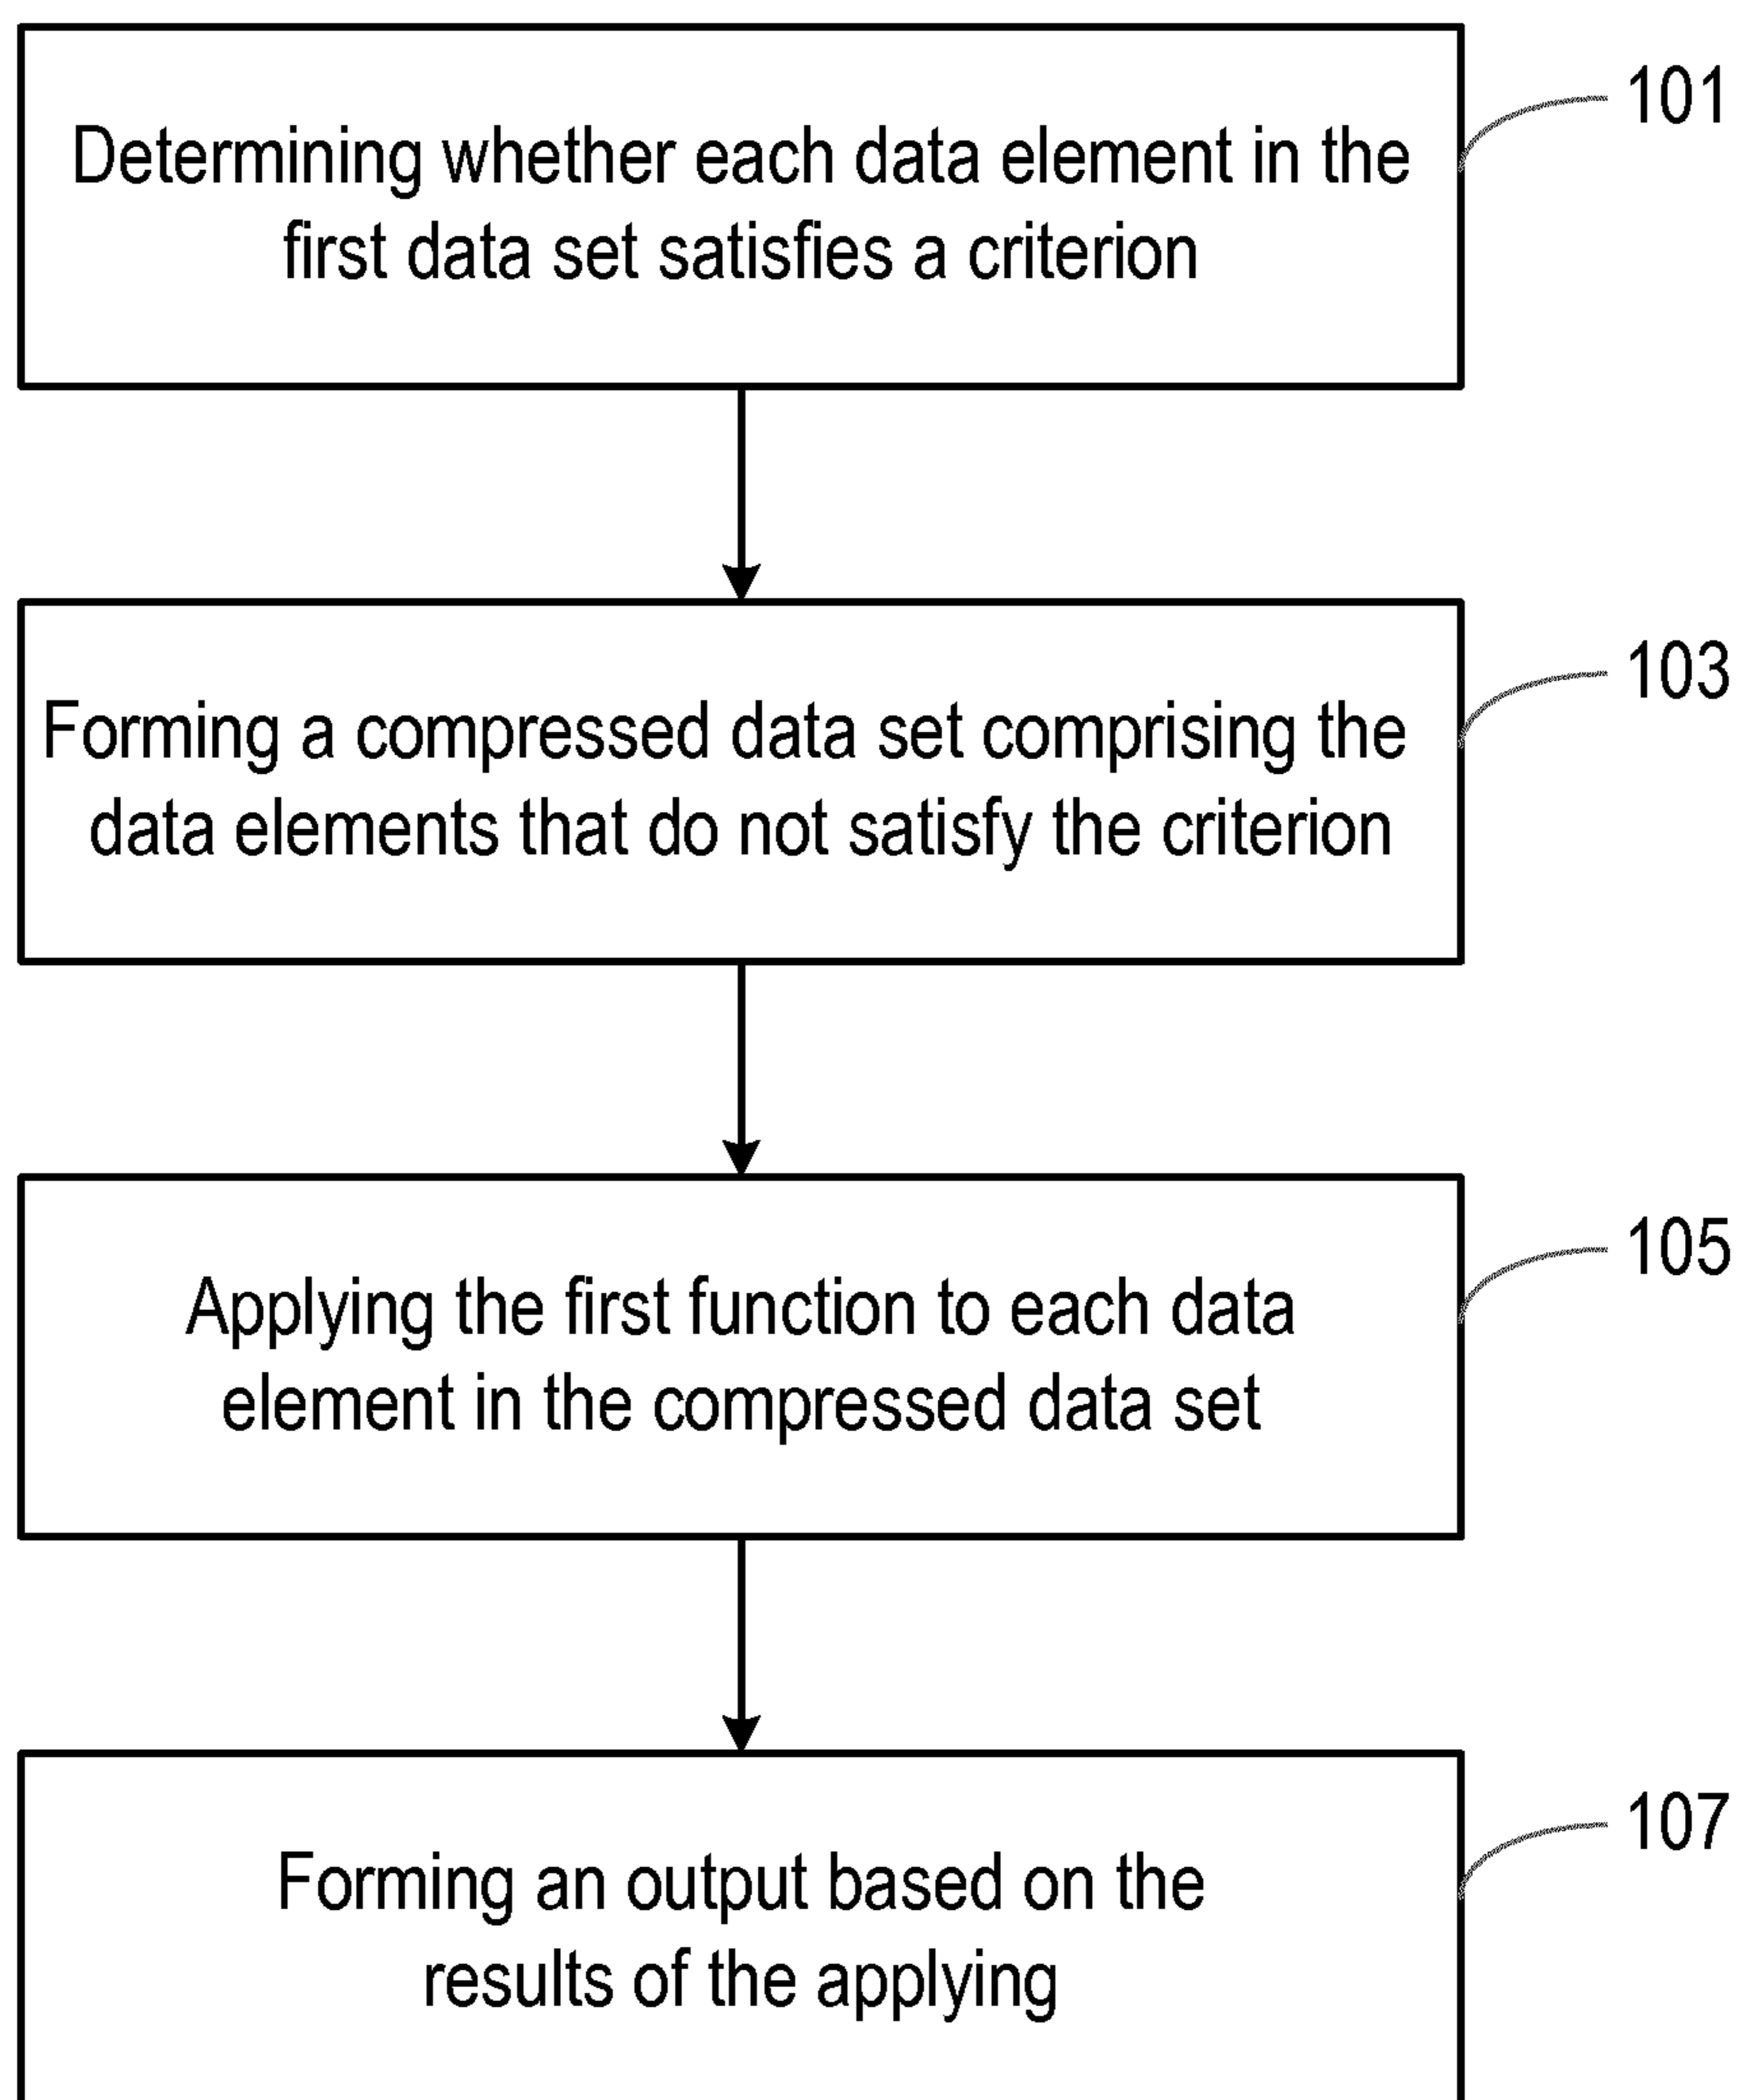 101
Determining whether each data element in the
first data set satisfies a criterion
103
Forming a compressed data set comprising the
data elements that do not satisfy the criterion
105
Applying the first function to each data
element in the compressed data set
107
Forming an output based on the
results of the applying